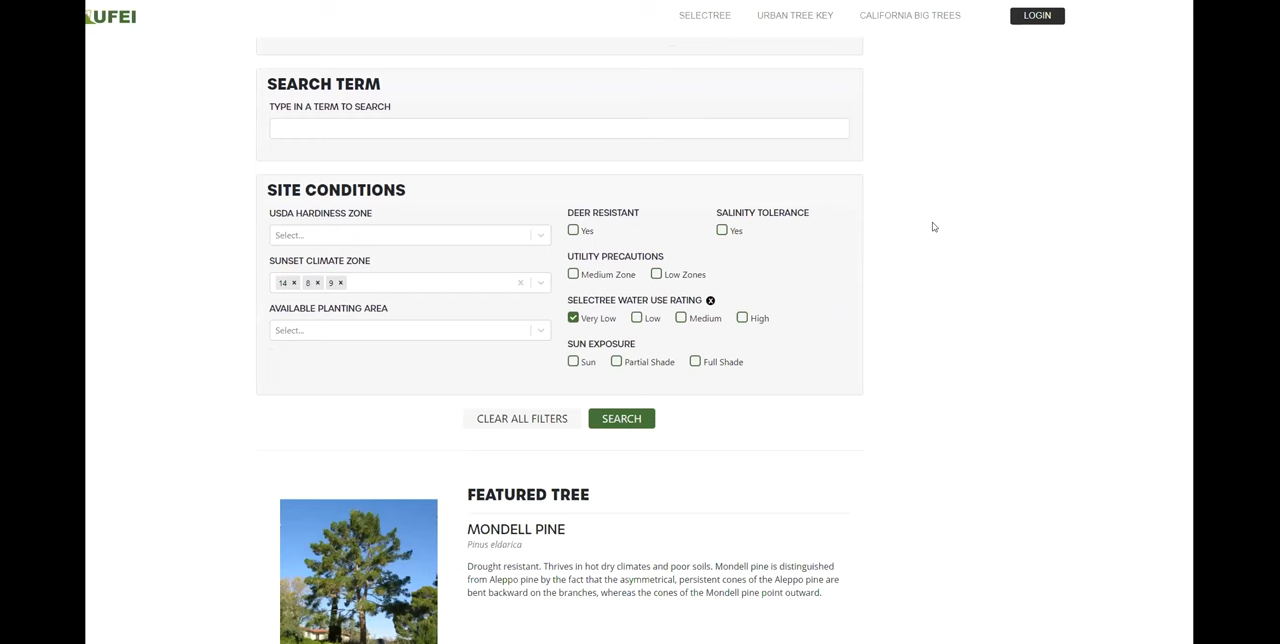 UFEI
SELECTREE URBAN TREE KEY CALIFORNIA BIG TREES LOGIN
SEARCH TERM
TYPE IN A TERM TO SEARCH
SITE CONDITIONS
USDA HARDINESS ZONE
Select...
SUNSET CLIMATE ZONE
14 × 8 × 9 ×
AVAILABLE PLANTING AREA
Select...
DEER RESISTANT SALINITY TOLERANCE
Yes Yes
UTILITY PRECAUTIONS
Medium Zone Low Zones
SELECTREE WATER USE RATING
Very Low Low Medium High
SUN EXPOSURE
Sun Partial Shade Full Shade
CLEAR ALL FILTERS SEARCH
FEATURED TREE
MONDELL PINE
Pinus eldarica
Drought resistant. Thrives in hot dry climates and poor soils. Mondell pine is distinguished
from Aleppo pine by the fact that the asymmetrical, persistent cones of the Aleppo pine are
bent backward on the branches, whereas the cones of the Mondell pine point outward.